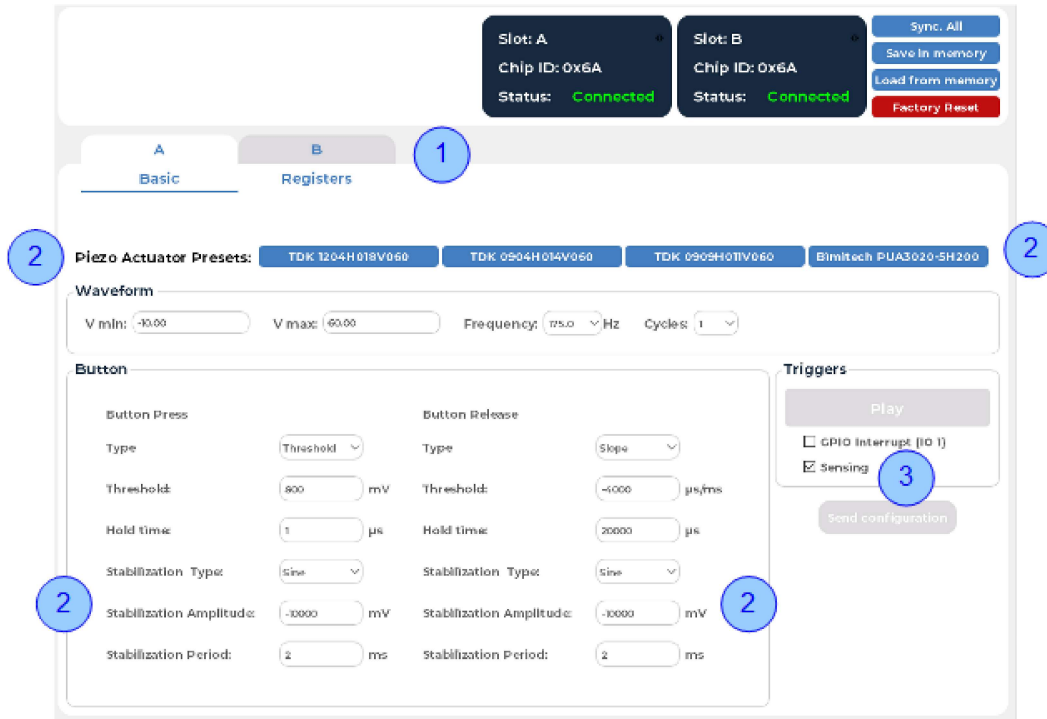 Slot: A
Chip ID: 0x6A
Status: Connected
Slot: B
Chip ID: 0x6A
Status: Connected
Sync. All
Save in memory
Load from memory
Factory Reset
A
B
1
Basic
Registers
2
Piezo Actuator Presets:
TDK 1204H018V060
TDK 0904H014V060
TDK 0909H011V060
Bimitech PUA3020-5H200
2
Waveform
V min: -10.00
V max: 60.00
Frequency: 175.0 Hz
Cycles: 1
Button
Button Press
Button Release
Type Threshold
Type Slope
Threshold: 800 mV
Threshold: -4000 µs/ms
Hold time: 1 µs
Hold time: 20000 µs
Stabilization Type: Sine
Stabilization Type: Sine
2
Stabilization Amplitude: -10000 mV
Stabilization Amplitude: -10000 mV
2
Stabilization Period: 2 ms
Stabilization Period: 2 ms
Triggers
Play
GPIO Interrupt (IO 1)
Sensing
3
Send configuration